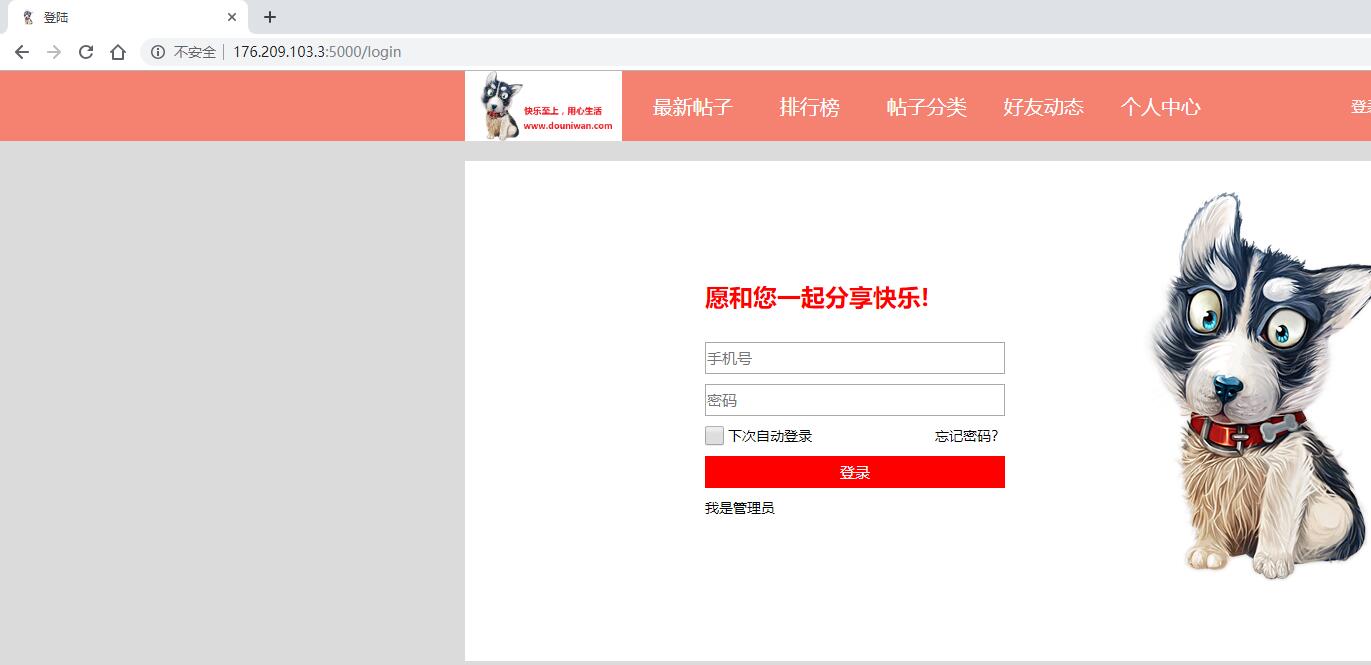 登陆
不安全 176.209.103.3:5000/login
快乐至上，用心生活
www.douniwan.com
最新帖子 排行榜 帖子分类 好友动态 个人中心 登
愿和您一起分享快乐!
手机号
密码
下次自动登录 忘记密码?
登录
我是管理员